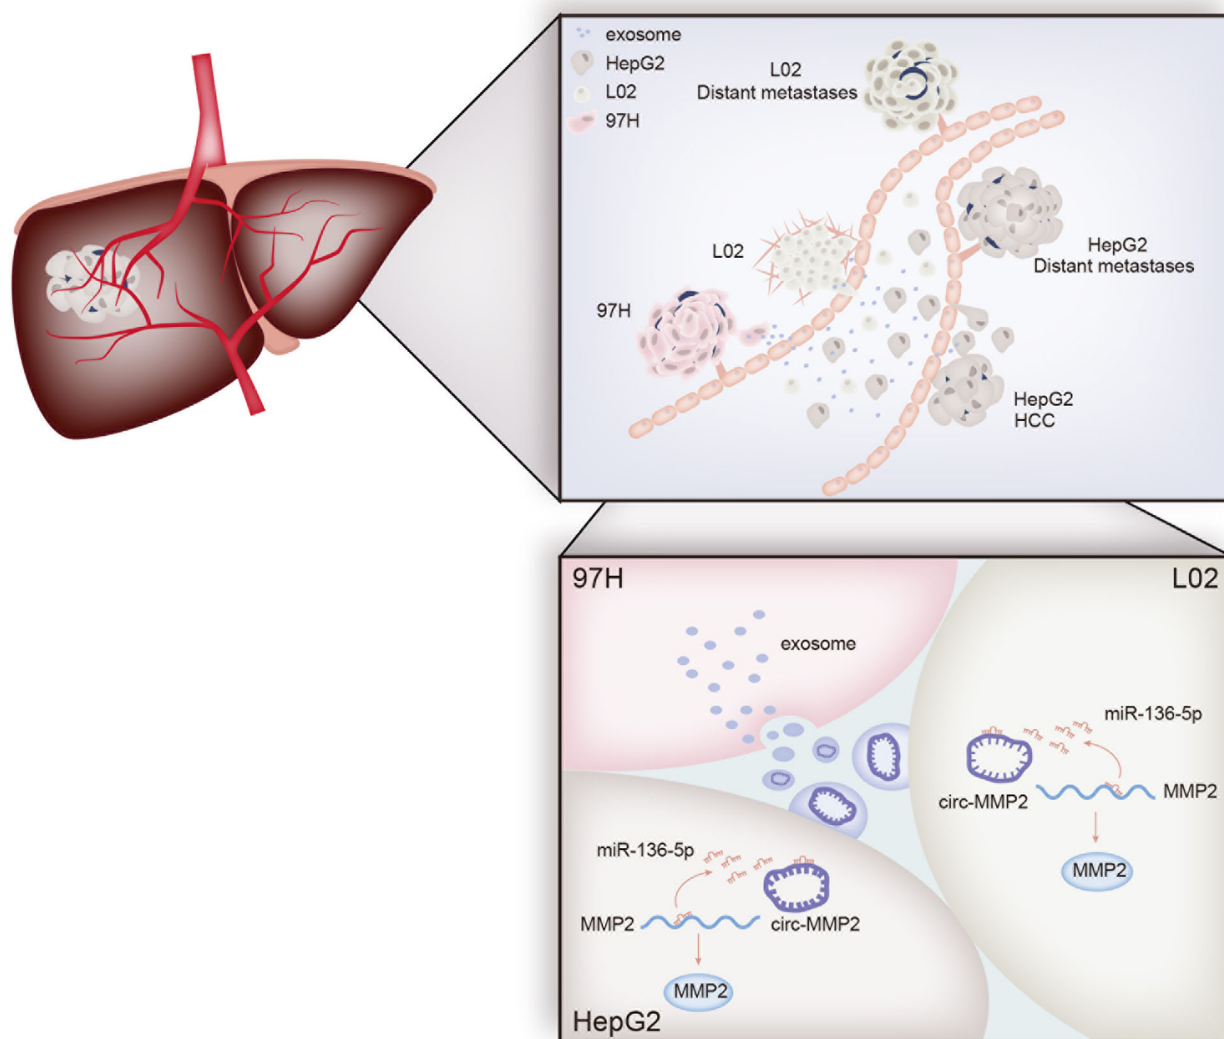 exosome
HepG2
L02
97H
L02
Distant metastases
HepG2
Distant metastases
L02
97H
HepG2
HCC
97H
L02
exosome
miR-136-5p
circ-MMP2
MMP2
MMP2
miR-136-5p
MMP2
circ-MMP2
MMP2
HepG2